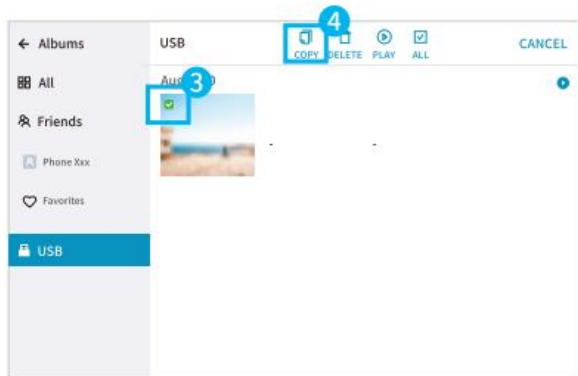 ← Albums
USB
4
COPY
DELETE
PLAY
ALL
CANCEL
All
3
Friends
Phone Xxx
Favorites
USB